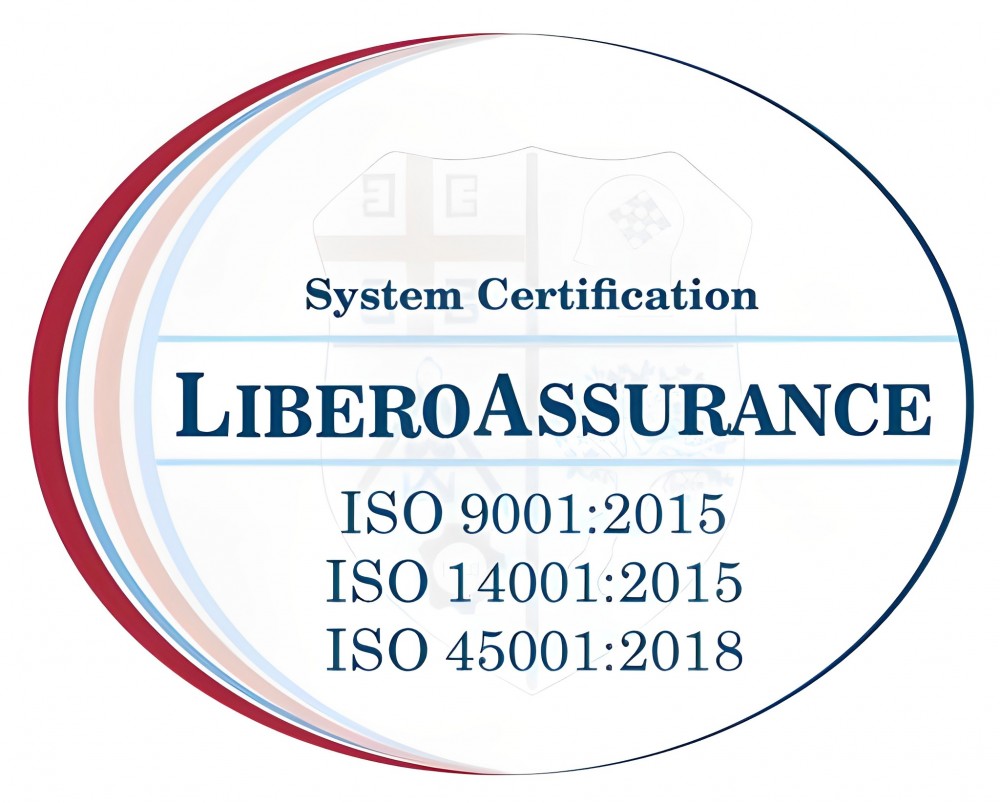 System Certification
LIBEROASSURANCE
ISO 9001:2015
ISO 14001:2015
ISO 45001:2018